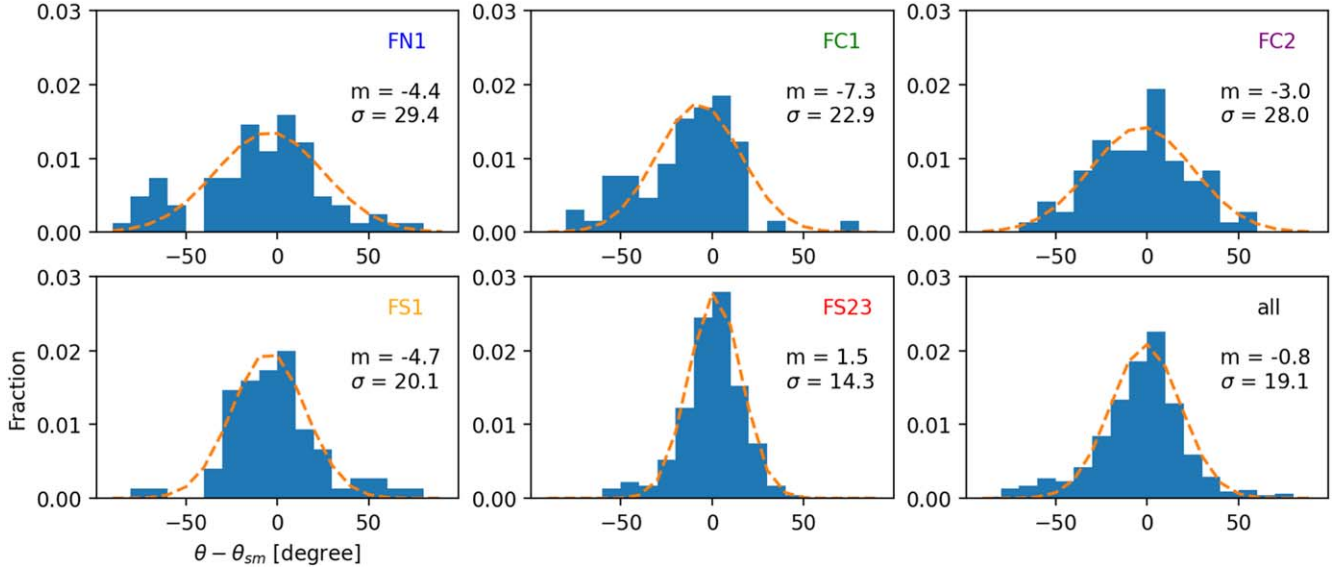 0.03
0.02
0.01
0.00
−50
0
50
FN1
m = -4.4
σ = 29.4
0.03
0.02
0.01
0.00
−50
0
50
FC1
m = -7.3
σ = 22.9
0.03
0.02
0.01
0.00
−50
0
50
FC2
m = -3.0
σ = 28.0
Fraction
0.03
0.02
0.01
0.00
−50
0
50
FS1
m = -4.7
σ = 20.1
θ − θsm [degree]
0.03
0.02
0.01
0.00
−50
0
50
FS23
m = 1.5
σ = 14.3
0.03
0.02
0.01
0.00
−50
0
50
all
m = -0.8
σ = 19.1